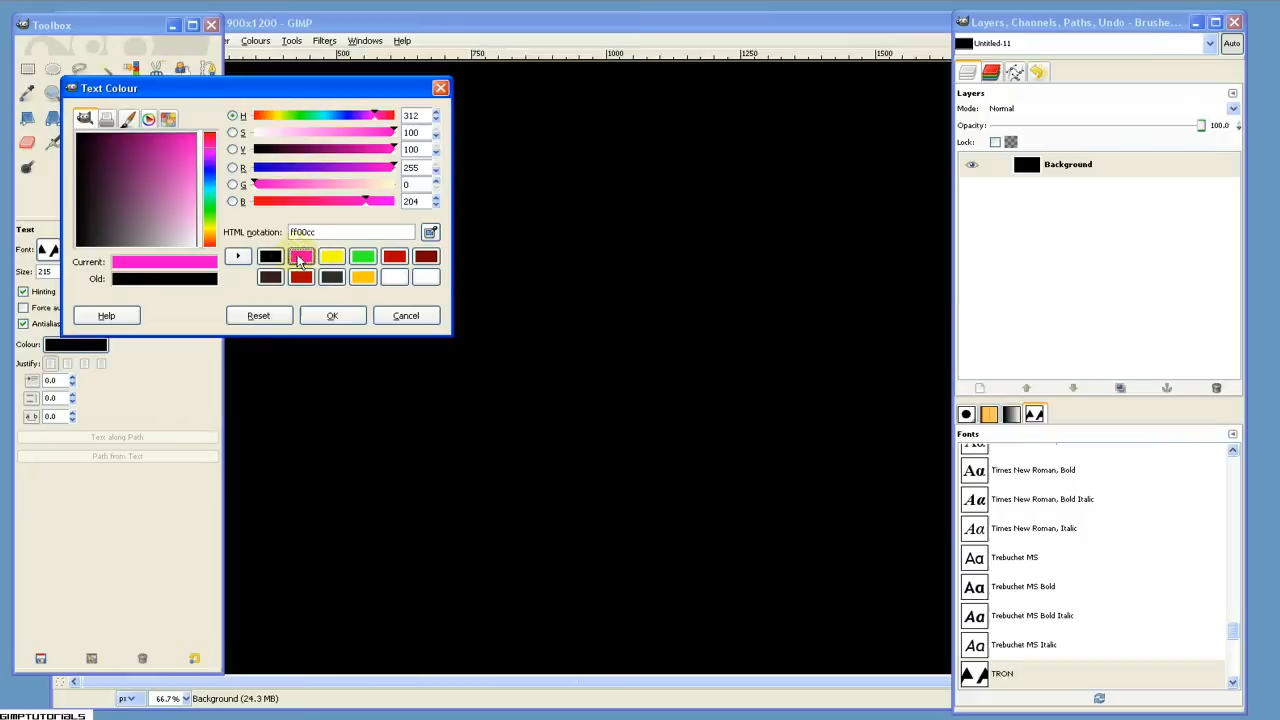 Toolbox
900x1200 - GIMP
Layers, Channels, Paths, Undo - Brushe...
Colours Tools Filters Windows Help
Untitled-11
Auto
500 750 1000 1250 1500
Text Colour
H 312
S 100
V 100
R 255
G 0
B 204
HTML notation: ff00cc
Current:
Old:
Help Reset OK Cancel
Text
Font:
Size: 215
Hinting
Force au
Antialias
Colour:
Justify:
0.0
0.0
0.0
Text along Path
Path from Text
Layers
Mode: Normal
Opacity: 100.0
Lock:
Background
Fonts
Times New Roman, Bold
Times New Roman, Bold Italic
Times New Roman, Italic
Trebuchet MS
Trebuchet MS Bold
Trebuchet MS Bold Italic
Trebuchet MS Italic
TRON
px 66.7% Background (24.3 MB)
GIMPTUTORIALS